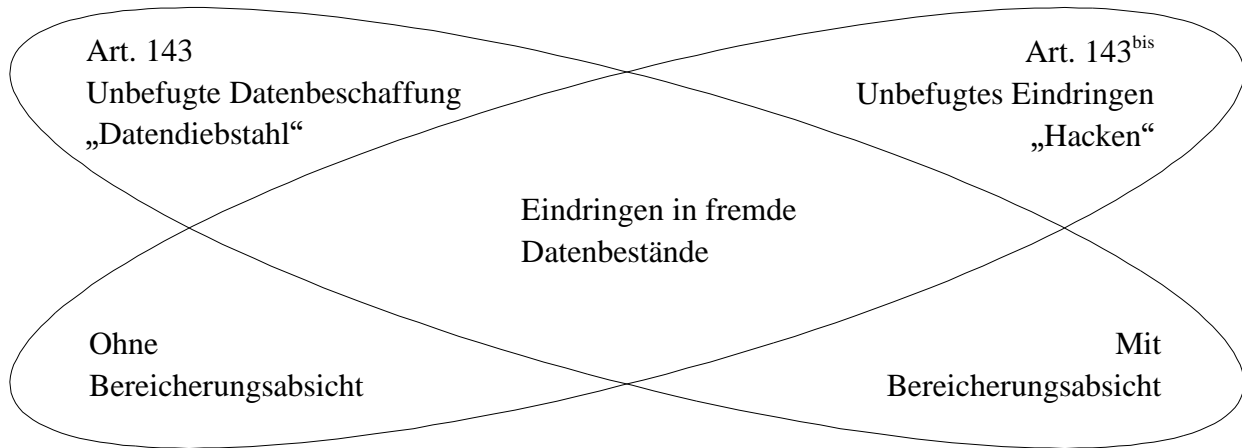 Art. 143
Unbefugte Datenbeschaffung
„Datendiebstahl“
Art. 143bis
Unbefugtes Eindringen
„Hacken“
Eindringen in fremde
Datenbestände
Ohne
Bereicherungsabsicht
Mit
Bereicherungsabsicht